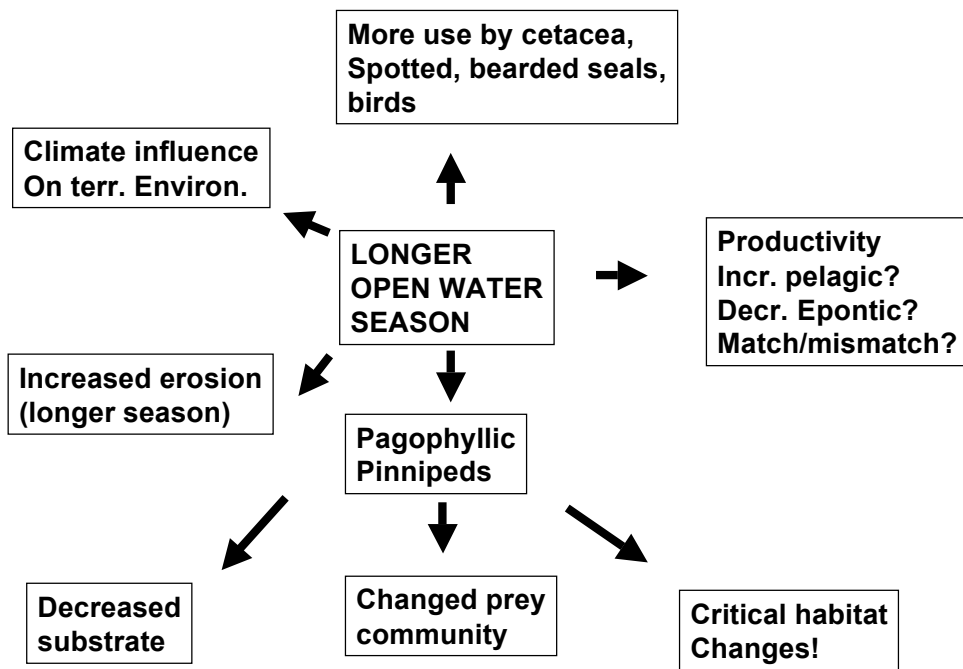 More use by cetacea,
Spotted, bearded seals,
birds
Climate influence
On terr. Environ.
LONGER
OPEN WATER
SEASON
Productivity
Incr. pelagic?
Decr. Epontic?
Match/mismatch?
Increased erosion
(longer season)
Pagophyllic
Pinnipeds
Decreased
substrate
Changed prey
community
Critical habitat
Changes!